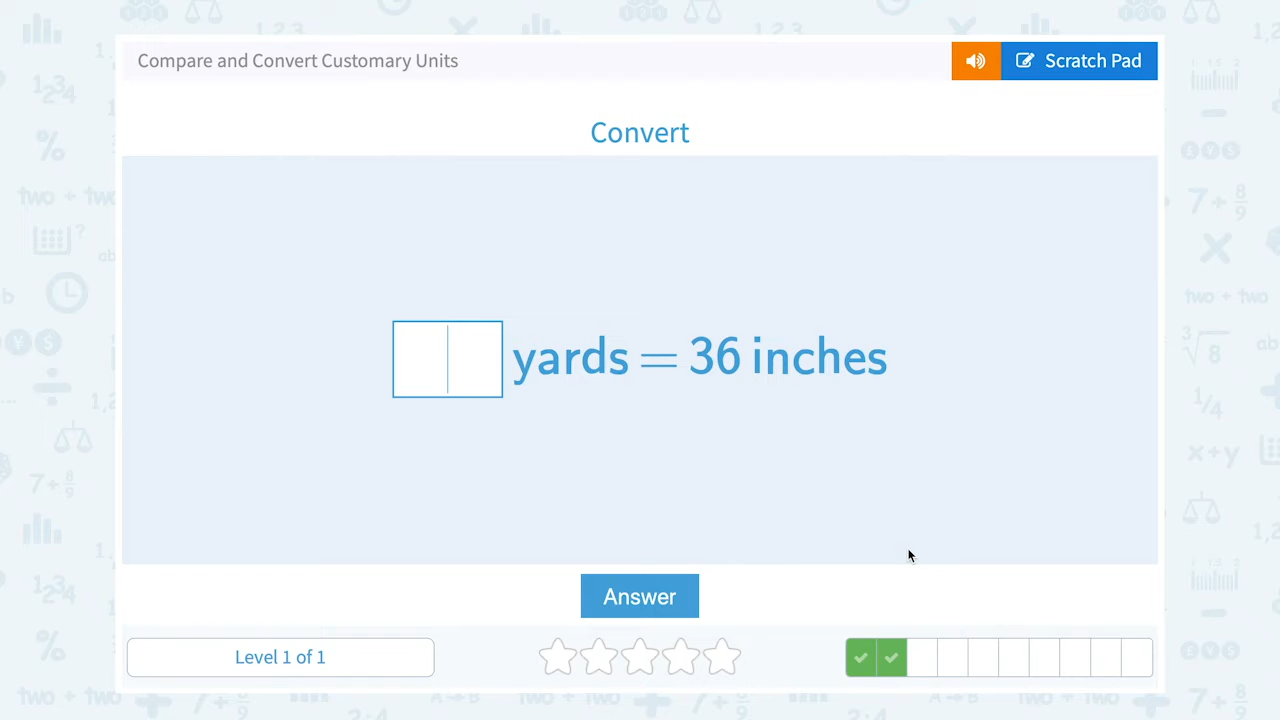 Compare and Convert Customary Units
Scratch Pad
Convert
yards = 36 inches
Answer
Level 1 of 1